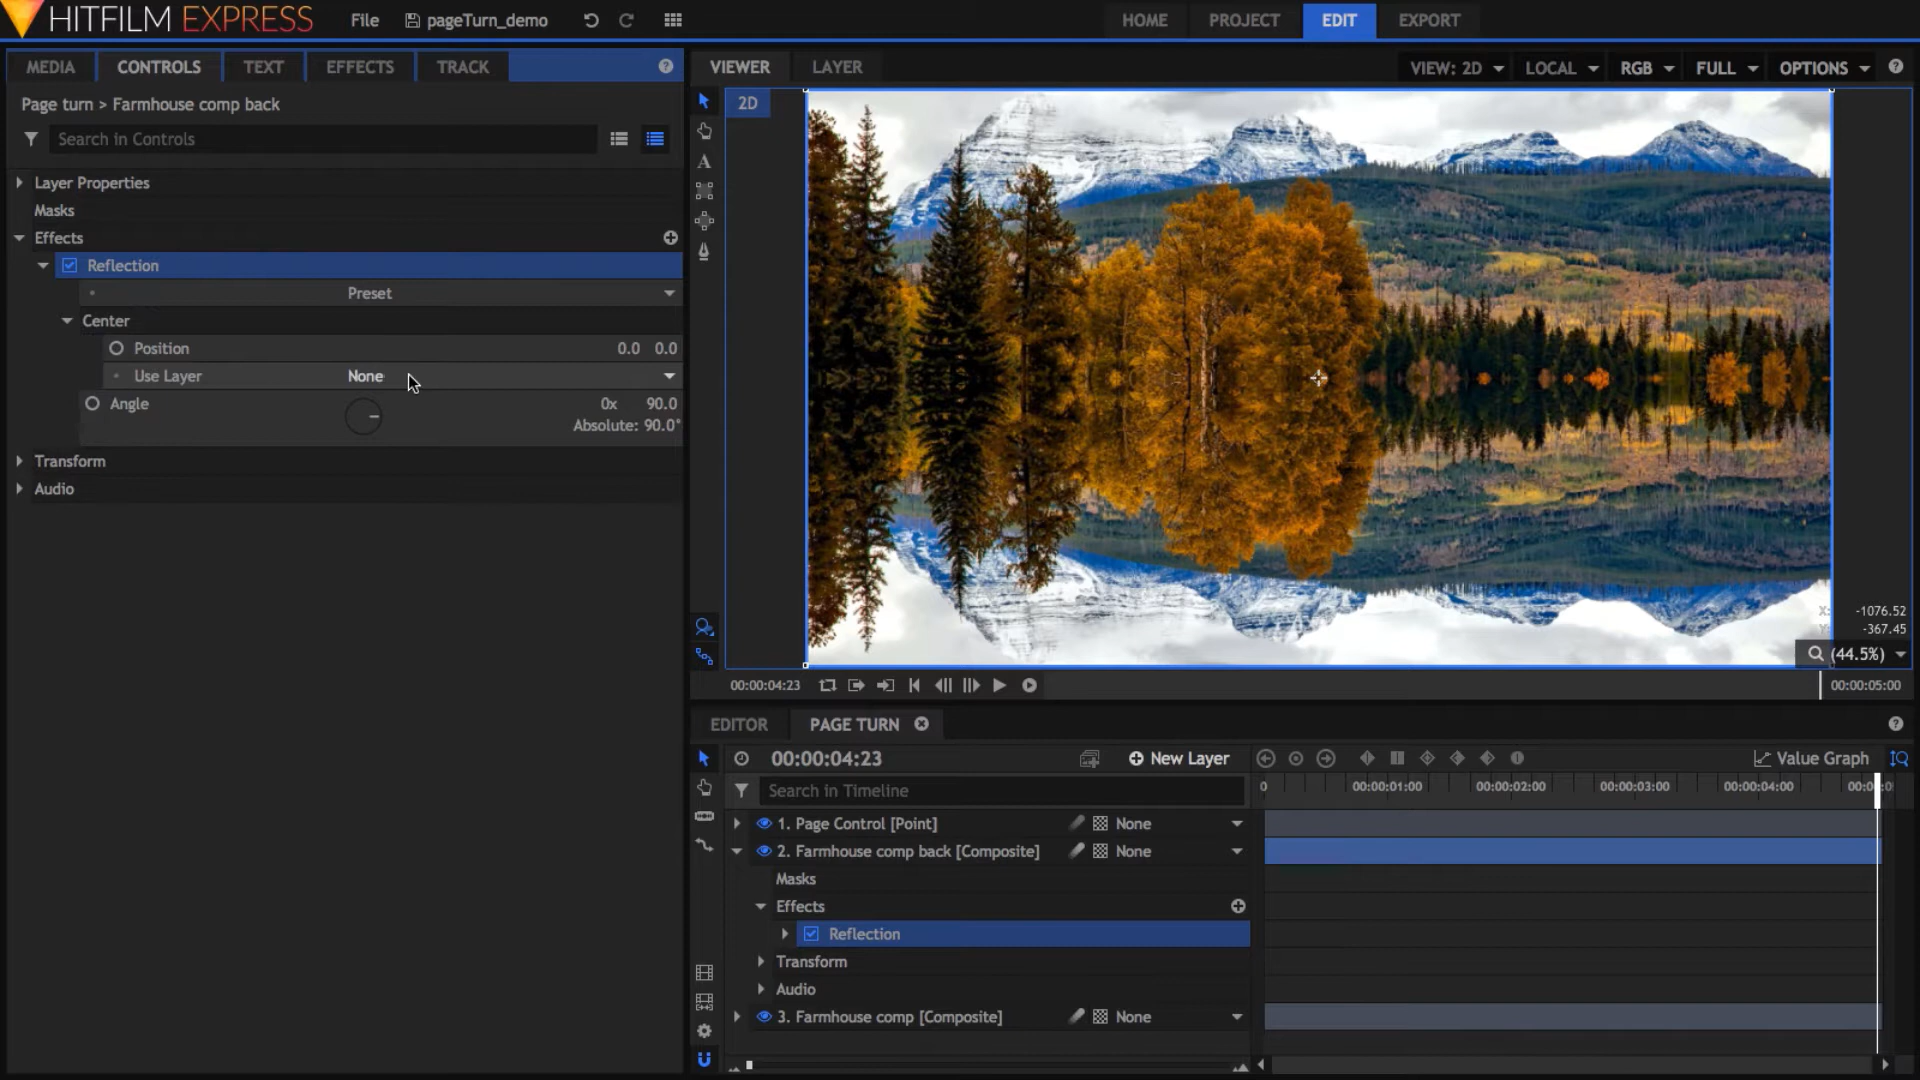 HITFILM EXPRESS File pageTurn_demo HOME PROJECT EDIT EXPORT
MEDIA CONTROLS TEXT EFFECTS TRACK
Page turn > Farmhouse comp back
Search in Controls
Layer Properties
Masks
Effects
Reflection
Preset
Center
Position 0.0 0.0
Use Layer None
Angle 0x 90.0
Absolute: 90.0°
Transform
Audio
VIEWER LAYER VIEW: 2D LOCAL RGB FULL OPTIONS
2D
X: -1076.52
Y: -367.45
(44.5%)
00:00:04:23 00:00:05:00
EDITOR PAGE TURN
00:00:04:23 New Layer Value Graph
Search in Timeline 0 00:00:01:00 00:00:02:00 00:00:03:00 00:00:04:00
1. Page Control [Point] None
2. Farmhouse comp back [Composite] None
Masks
Effects
Reflection
Transform
Audio
3. Farmhouse comp [Composite] None